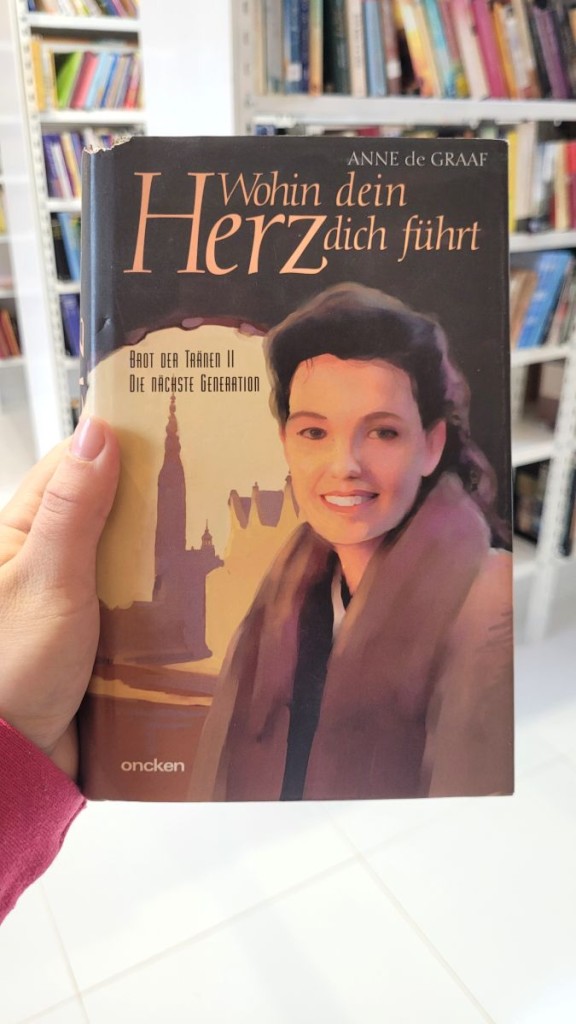 ANNE de GRAAF
Wohin dein
Herz dich führt
BROT DER TRÄNEN II
DIE NÄCHSTE GENERATION
oncken